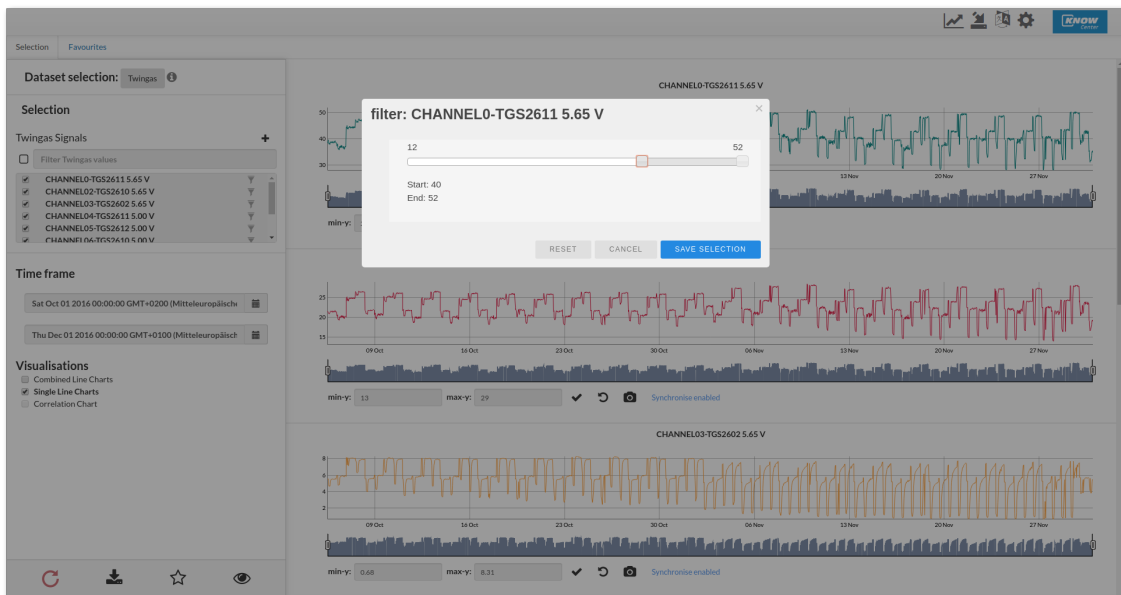 KNOW
Center
Selection Favourites
Dataset selection: Twingas
Selection
Twingas Signals
Filter Twingas values
CHANNEL0-TGS2611 5.65 V
CHANNEL02-TGS2610 5.65 V
CHANNEL03-TGS2602 5.65 V
CHANNEL04-TGS2611 5.00 V
CHANNEL05-TGS2612 5.00 V
CHANNEL06-TGS2610 5.00 V
Time frame
Sat Oct 01 2016 00:00:00 GMT+0200 (Mitteleuropäische
Thu Dec 01 2016 00:00:00 GMT+0100 (Mitteleuropäisch
Visualisations
Combined Line Charts
Single Line Charts
Correlation Chart
CHANNEL0-TGS2611 5.65 V
50
40
30
13 Nov 20 Nov 27 Nov
min-y:
filter: CHANNEL0-TGS2611 5.65 V
12 52
Start: 40
End: 52
RESET CANCEL SAVE SELECTION
25
20
15
09 Oct 16 Oct 23 Oct 30 Oct 06 Nov 13 Nov 20 Nov 27 Nov
min-y: 13 max-y: 29 Synchronise enabled
CHANNEL03-TGS2602 5.65 V
8
6
4
2
09 Oct 16 Oct 23 Oct 30 Oct 06 Nov 13 Nov 20 Nov 27 Nov
min-y: 0.68 max-y: 8.31 Synchronise enabled